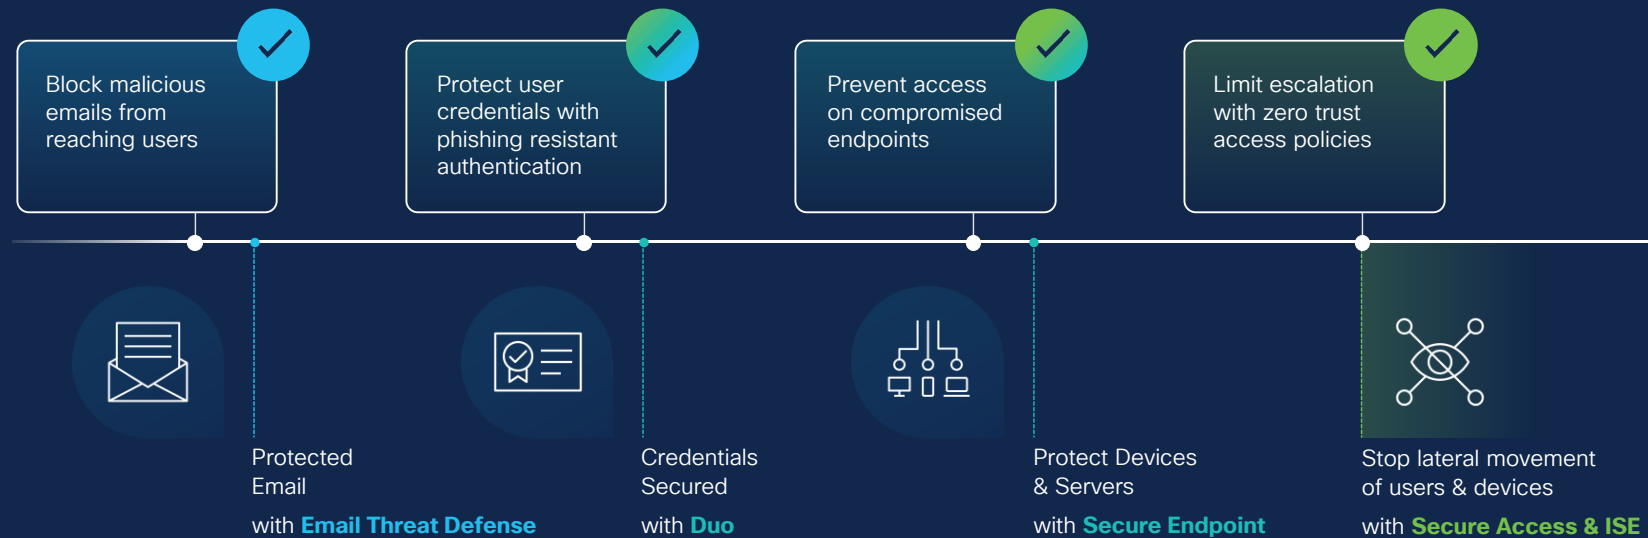 Block malicious
emails from
reaching users
Protect user
credentials with
phishing resistant
authentication
Prevent access
on compromised
endpoints
Limit escalation
with zero trust
access policies
Protected
Email
with Email Threat Defense
Credentials
Secured
with Duo
Protect Devices
& Servers
with Secure Endpoint
Stop lateral movement
of users & devices
with Secure Access & ISE